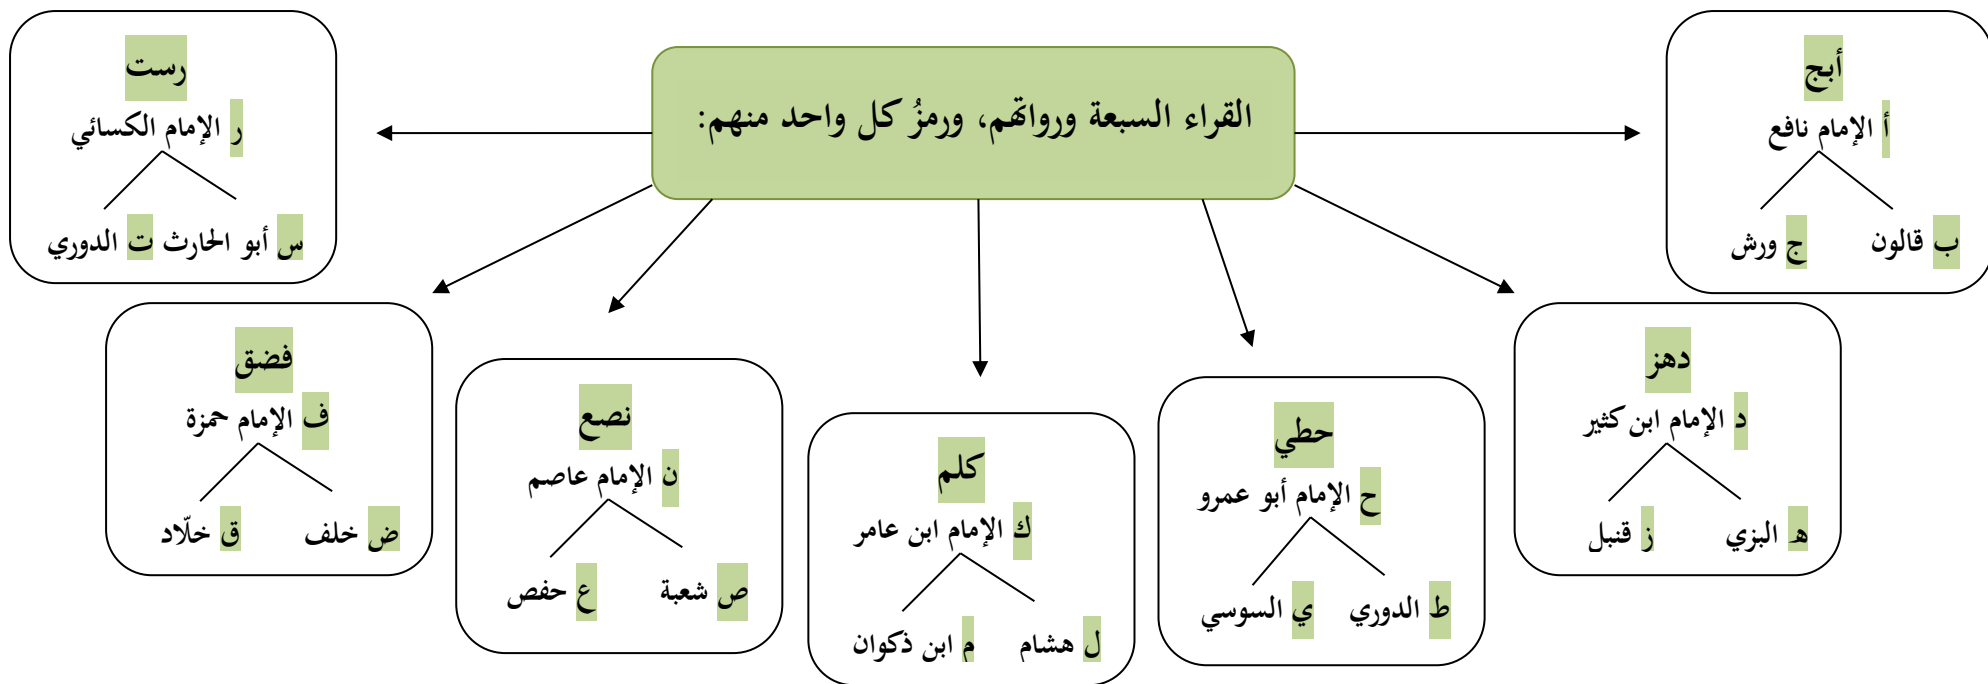 القراء السبعة ورواتهم، ورمزُ كل واحد منهم:
أبج
أ الإمام نافع
ب قالون ج ورش
دهز
د الإمام ابن كثير
هـ البزي ز قنبل
حطي
ح الإمام أبو عمرو
ط الدوري ي السوسي
كلم
ك الإمام ابن عامر
ل هشام م ابن ذكوان
نصع
ن الإمام عاصم
ص شعبة ع حفص
فضق
ف الإمام حمزة
ض خلف ق خلّاد
رست
ر الإمام الكسائي
س أبو الحارث ت الدوري